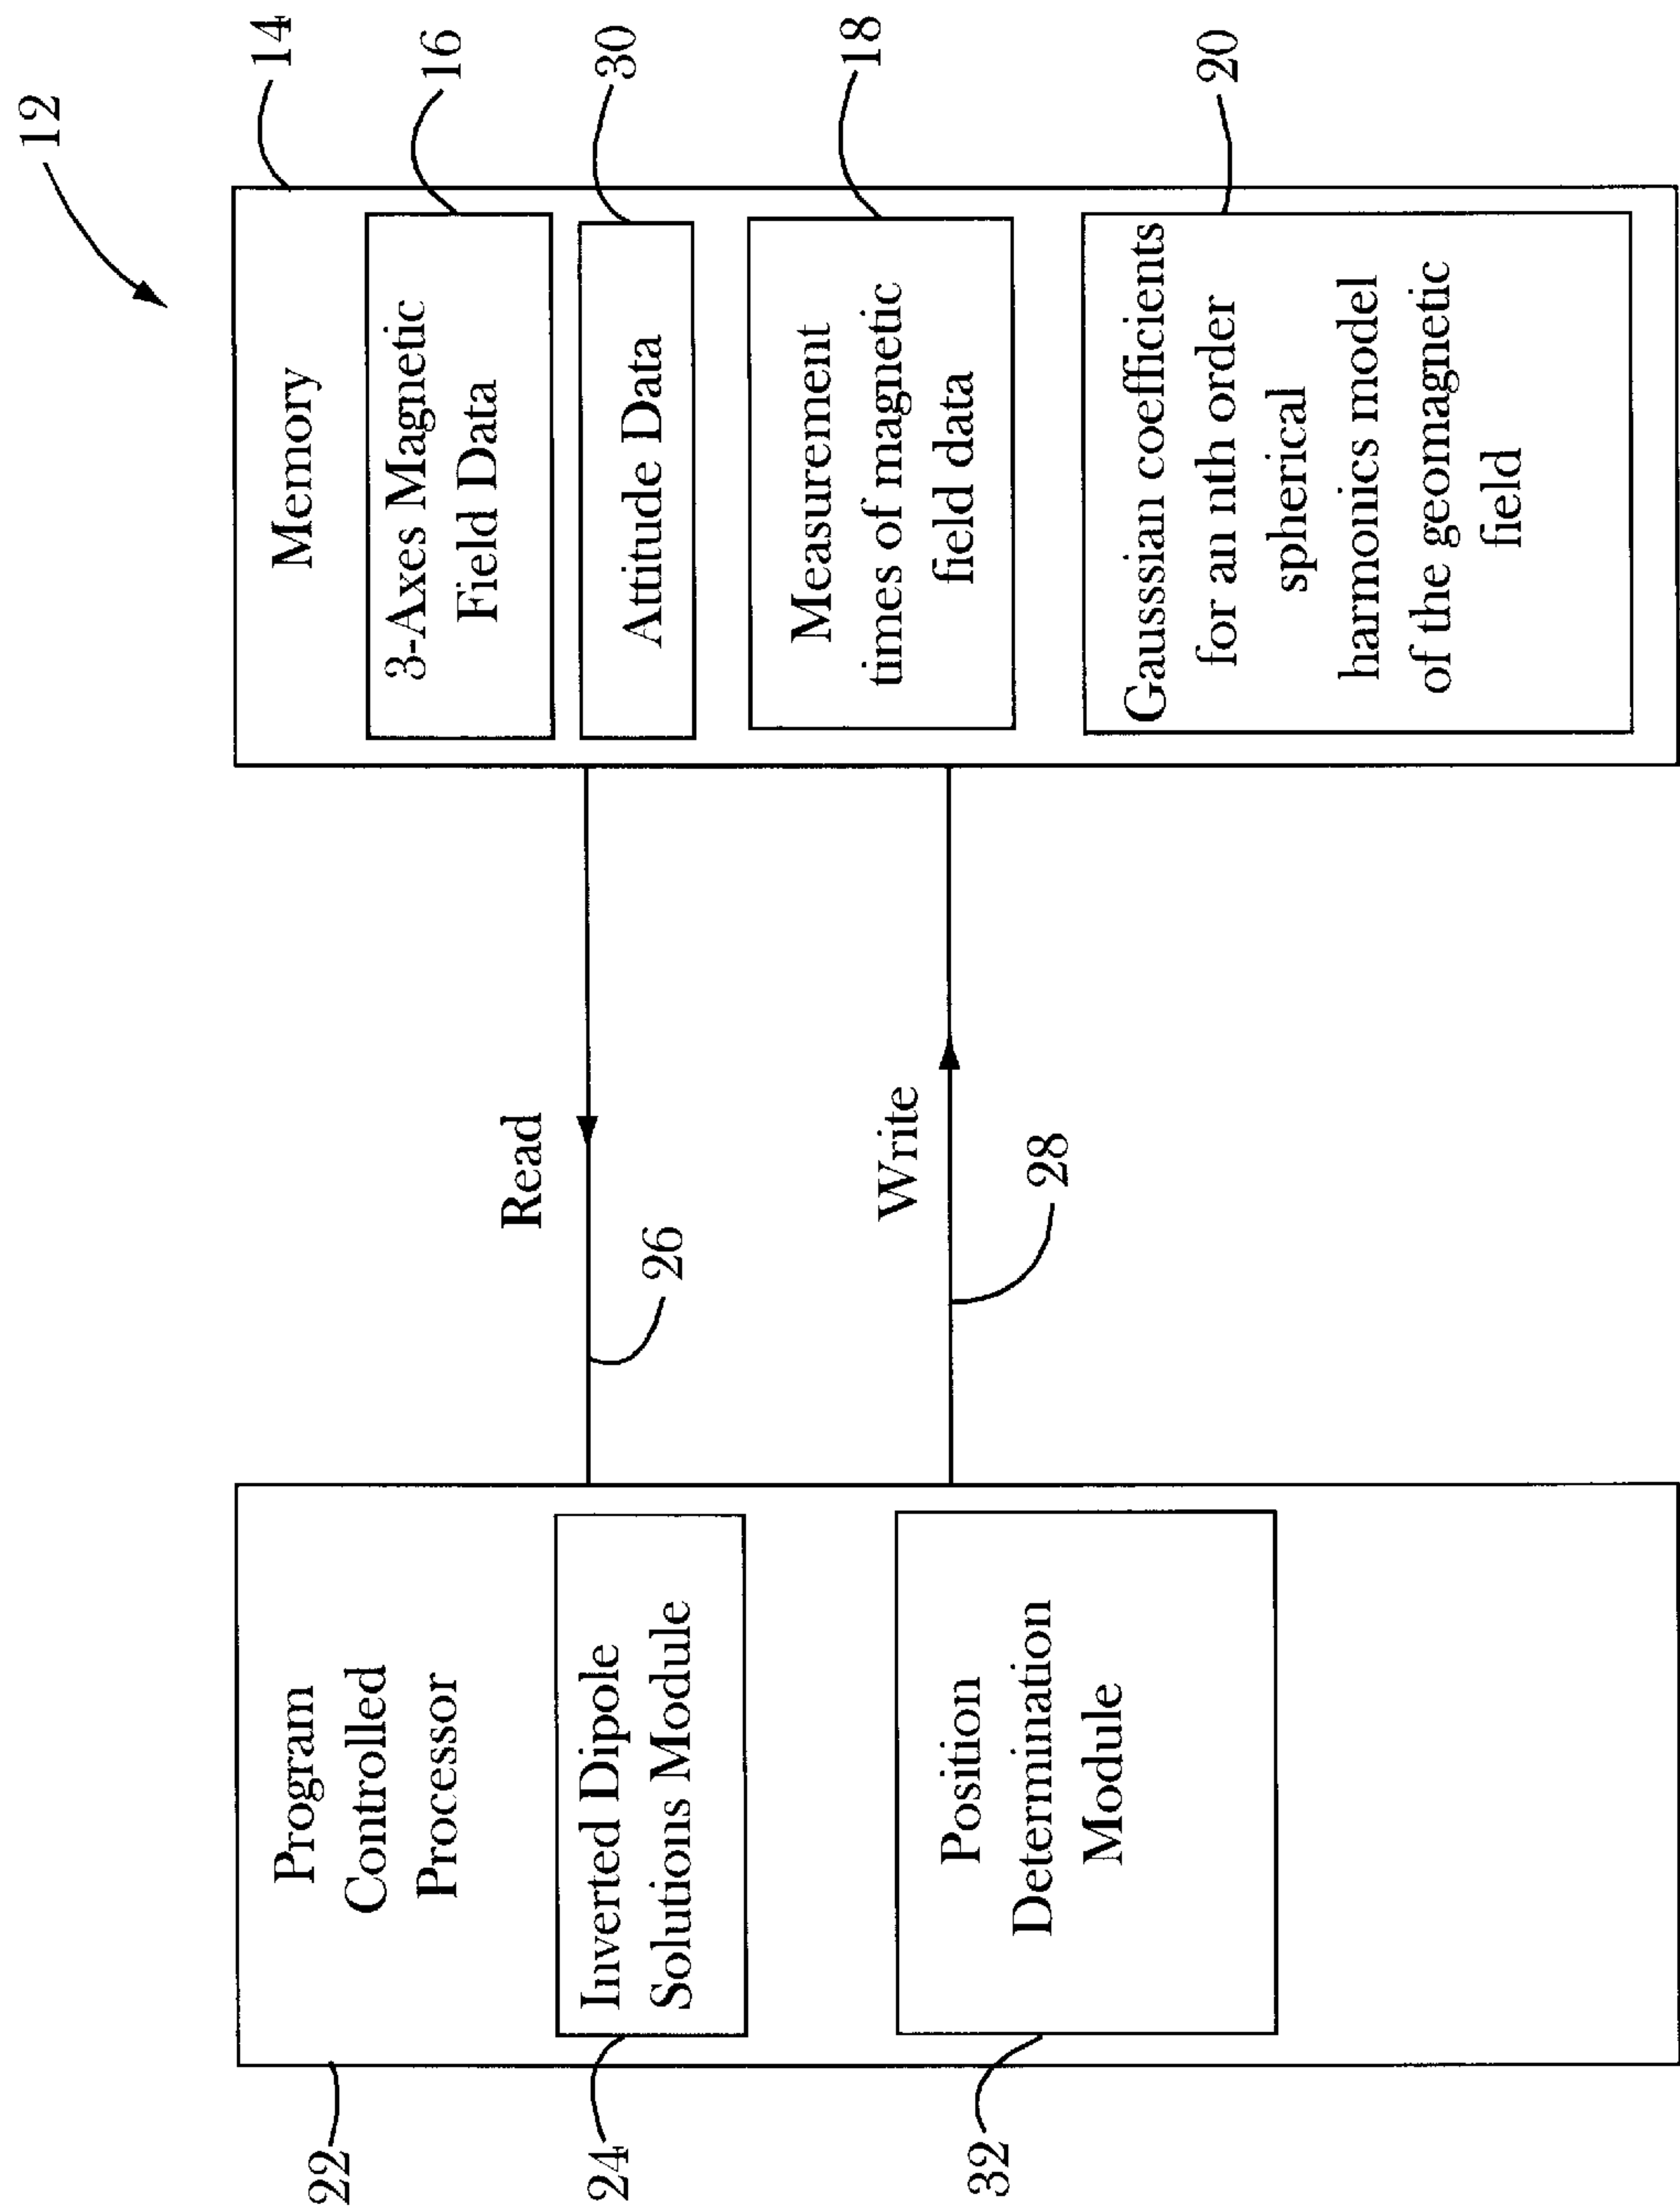 12
22
Program
Controlled
Processor
24
Inverted Dipole
Solutions Module
32
Position
Determination
Module
Read
26
Write
28
14
Memory
16
3-Axes Magnetic
Field Data
30
Attitude Data
18
Measurement
times of magnetic
field data
20
Gaussian coefficients
for an nth order
spherical
harmonics model
of the geomagnetic
field